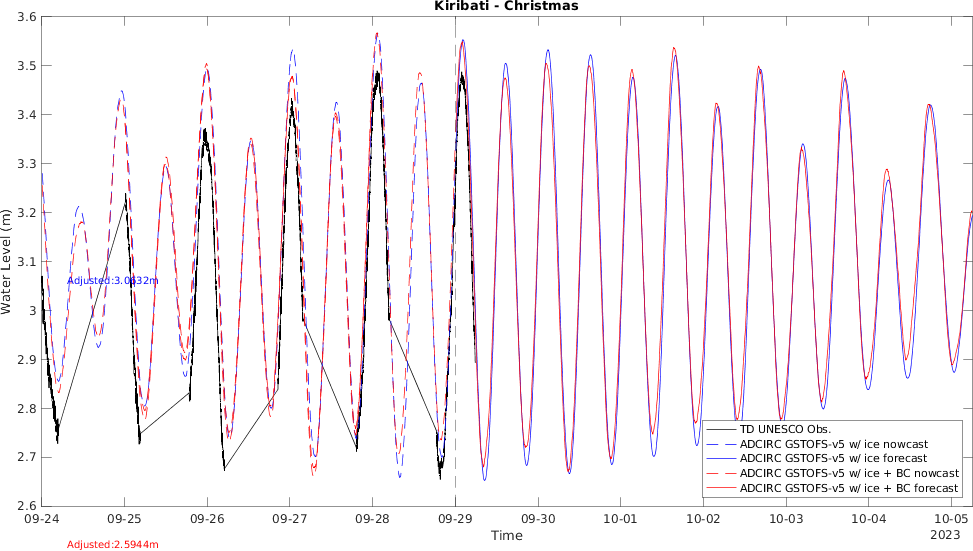 Kiribati - Christmas
Water Level (m)
3.6
3.5
3.4
3.3
3.2
3.1
3
2.9
2.8
2.7
2.6
Adjusted:3.0632m
TD UNESCO Obs.
ADCIRC GSTOFS-v5 w/ ice nowcast
ADCIRC GSTOFS-v5 w/ ice forecast
ADCIRC GSTOFS-v5 w/ ice + BC nowcast
ADCIRC GSTOFS-v5 w/ ice + BC forecast
09-24 09-25 09-26 09-27 09-28 09-29 09-30 10-01 10-02 10-03 10-04 10-05
Time
2023
Adjusted:2.5944m